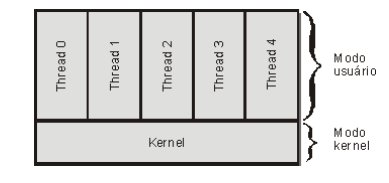 Thread 0
Thread 1
Thread 2
Thread 3
Thread 4
Modo
usuário
Kernel
Modo
kernel